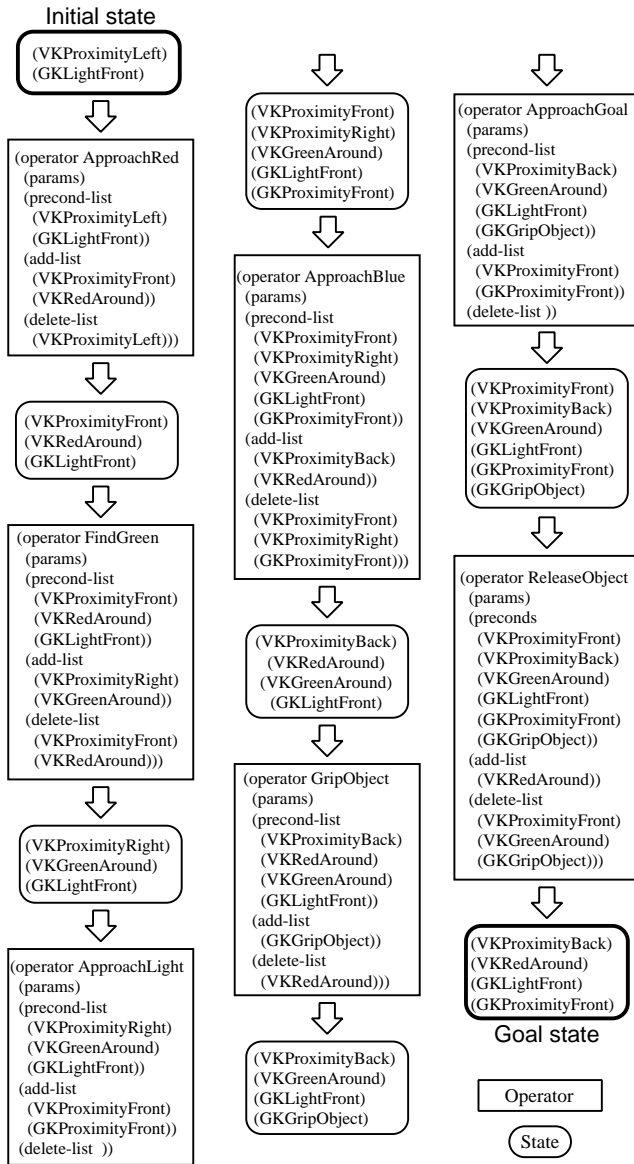 Initial state
(VKProximityLeft)
(GKLightFront)
(operator ApproachRed
(params)
(precond-list
(VKProximityLeft)
(GKLightFront))
(add-list
(VKProximityFront)
(VKRedAround))
(delete-list
(VKProximityLeft)))
(VKProximityFront)
(VKRedAround)
(GKLightFront)
(operator FindGreen
(params)
(precond-list
(VKProximityFront)
(VKRedAround)
(GKLightFront))
(add-list
(VKProximityRight)
(VKGreenAround))
(delete-list
(VKProximityFront)
(VKRedAround)))
(VKProximityRight)
(VKGreenAround)
(GKLightFront)
(operator ApproachLight
(params)
(precond-list
(VKProximityRight)
(VKGreenAround)
(GKLightFront))
(add-list
(VKProximityFront)
(GKProximityFront))
(delete-list ))
(VKProximityFront)
(VKProximityRight)
(VKGreenAround)
(GKLightFront)
(GKProximityFront)
(operator ApproachBlue
(params)
(precond-list
(VKProximityFront)
(VKProximityRight)
(VKGreenAround)
(GKLightFront)
(GKProximityFront))
(add-list
(VKProximityBack)
(VKRedAround))
(delete-list
(VKProximityFront)
(VKProximityRight)
(GKProximityFront)))
(VKProximityBack)
(VKRedAround)
(VKGreenAround)
(GKLightFront)
(operator GripObject
(params)
(precond-list
(VKProximityBack)
(VKRedAround)
(VKGreenAround)
(GKLightFront))
(add-list
(GKGripObject))
(delete-list
(VKRedAround)))
(VKProximityBack)
(VKGreenAround)
(GKLightFront)
(GKGripObject)
(operator ApproachGoal
(params)
(precond-list
(VKProximityBack)
(VKGreenAround)
(GKLightFront)
(GKGripObject))
(add-list
(VKProximityFront)
(GKProximityFront))
(delete-list ))
(VKProximityFront)
(VKProximityBack)
(VKGreenAround)
(GKLightFront)
(GKProximityFront)
(GKGripObject)
(operator ReleaseObject
(params)
(preconds
(VKProximityFront)
(VKProximityBack)
(VKGreenAround)
(GKLightFront)
(GKProximityFront)
(GKGripObject))
(add-list
(VKRedAround))
(delete-list
(VKProximityFront)
(VKGreenAround)
(GKGripObject)))
(VKProximityBack)
(VKRedAround)
(GKLightFront)
(GKProximityFront)
Goal state
Operator
State